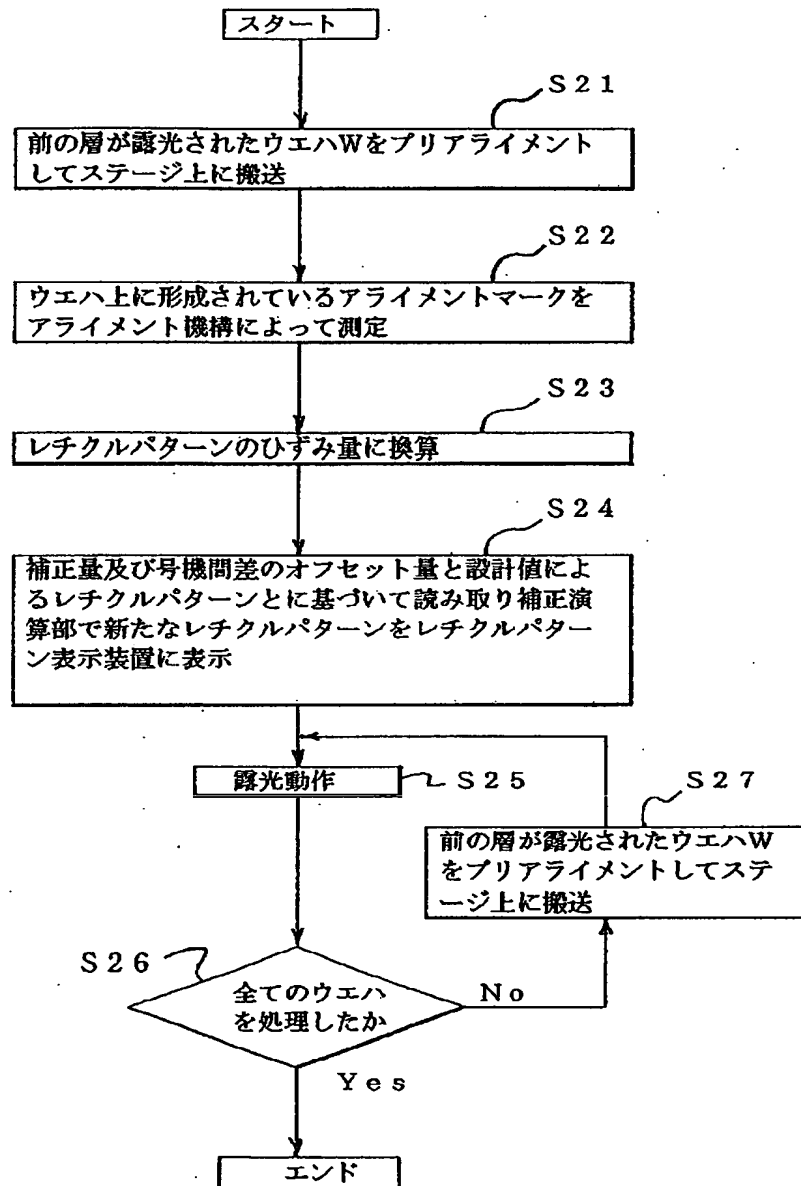 スタート
S21
前の層が露光されたウエハWをプリアライメント
してステージ上に搬送
S22
ウエハ上に形成されているアライメントマークを
アライメント機構によって測定
S23
レチクルパターンのひずみ量に換算
S24
補正量及び号機間差のオフセット量と設計値によ
るレチクルパターンとに基づいて読み取り補正演
算部で新たなレチクルパターンをレチクルパター
ン表示装置に表示
露光動作
S25
S27
前の層が露光されたウエハW
をプリアライメントしてステ
ージ上に搬送
S26
全てのウエハ
を処理したか
No
Yes
エンド